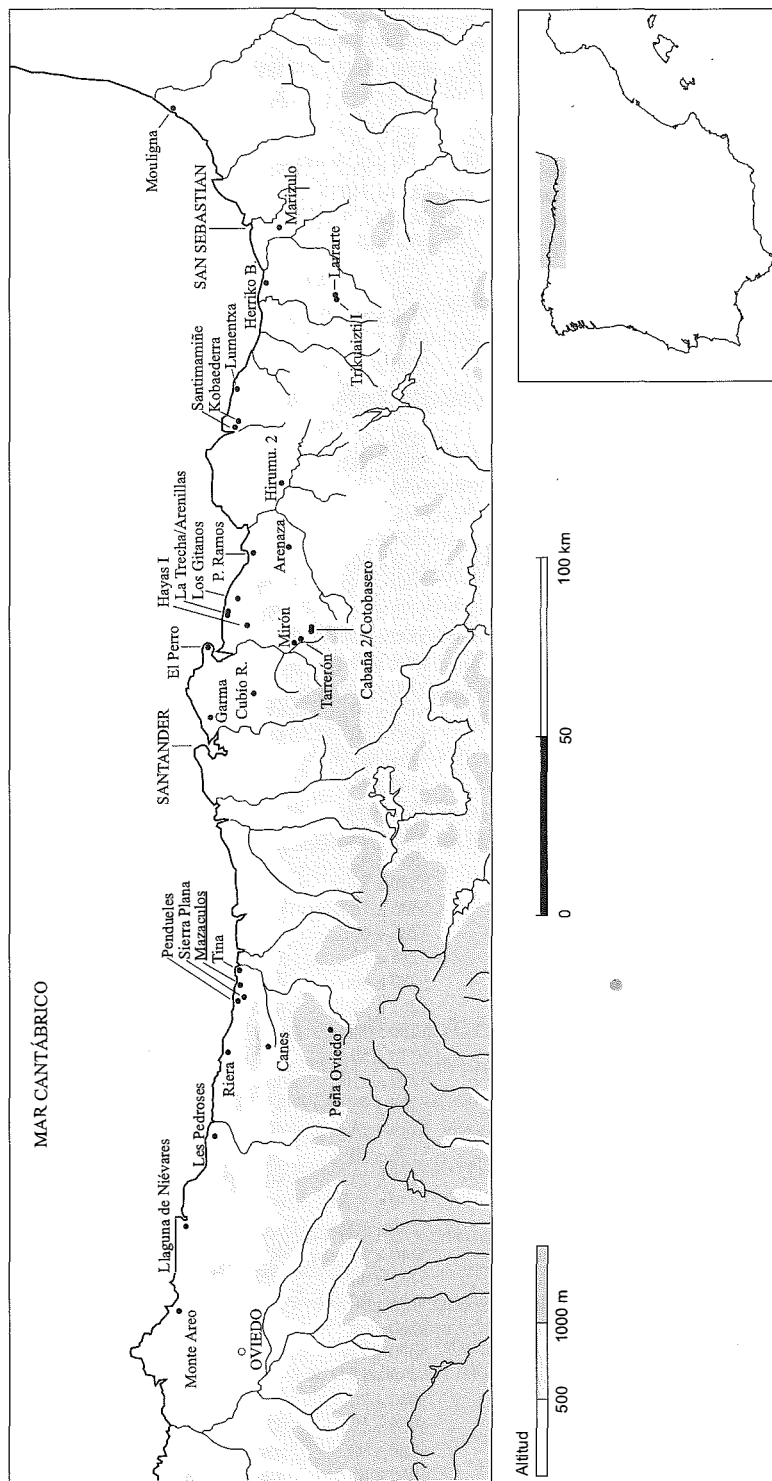 MAR CANTÁBRICO
Monte Areo
OVIEDO
Llaguna de Niévares
Les Pedroses
Riera
Canes
Peña Oviedo
Pendueles
Sierra Plana
Mazaculos
Tina
SANTANDER
Garma
Cubío R.
El Perro
Mirón
Tarrerón
Cabaña 2/Cotobasero
Hayas I
La Trecha/Arenillas
Los Gitanos
P. Ramos
Arenaza
Hirumu. 2
Santimamiñe
Kobaederra
Lumentxa
Herriko B.
Trikuaizti I
Larrarte
SAN SEBASTIAN
Marizulo
Mouligna
Altitud
500
1000 m
0
50
100 km